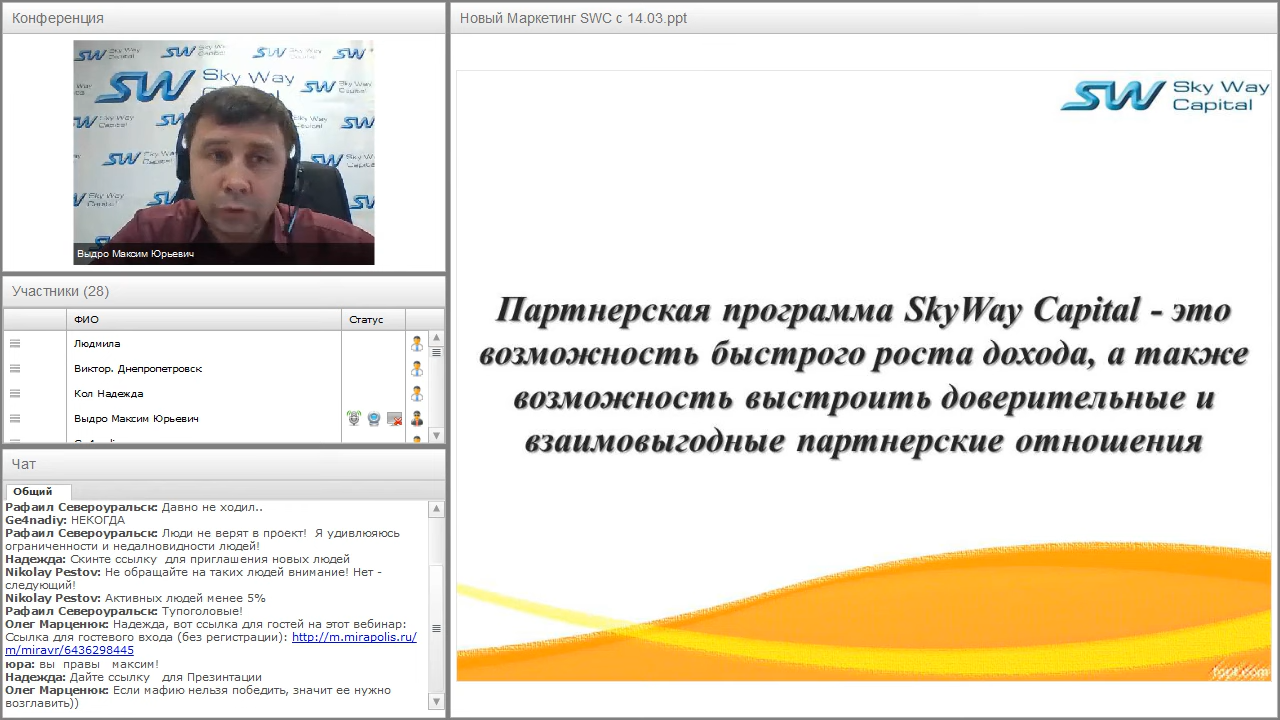 Конференция
SW Sky Way
Capital
Выдро Максим Юрьевич
Участники (28)
ФИО Статус
Людмила
Виктор. Днепропетровск
Кол Надежда
Выдро Максим Юрьевич
Чат
Общий
Рафаил Североуральск: Давно не ходил..
Ge4nadiy: НЕКОГДА
Рафаил Североуральск: Люди не верят в проект! Я удивлюяюсь
ограниченности и недалновидности людей!
Надежда: Скинте ссылку для приглашения новых людей
Nikolay Pestov: Не обращайте на таких людей внимание! Нет -
следующий!
Nikolay Pestov: Активных людей менее 5%
Рафаил Североуральск: Тупоголовые!
Олег Марценюк: Надежда, вот ссылка для гостей на этот вебинар:
Ссылка для гостевого входа (без регистрации): http://m.mirapolis.ru/
m/miravr/6436298445
юра: вы правы максим!
Надежда: Дайте ссылку для Презинтации
Олег Марценюк: Если мафию нельзя победить, значит ее нужно
возглавить))
Новый Маркетинг SWC с 14.03.ppt
SW Sky Way
Capital
Партнерская программа SkyWay Capital - это
возможность быстрого роста дохода, а также
возможность выстроить доверительные и
взаимовыгодные партнерские отношения
fppt.com